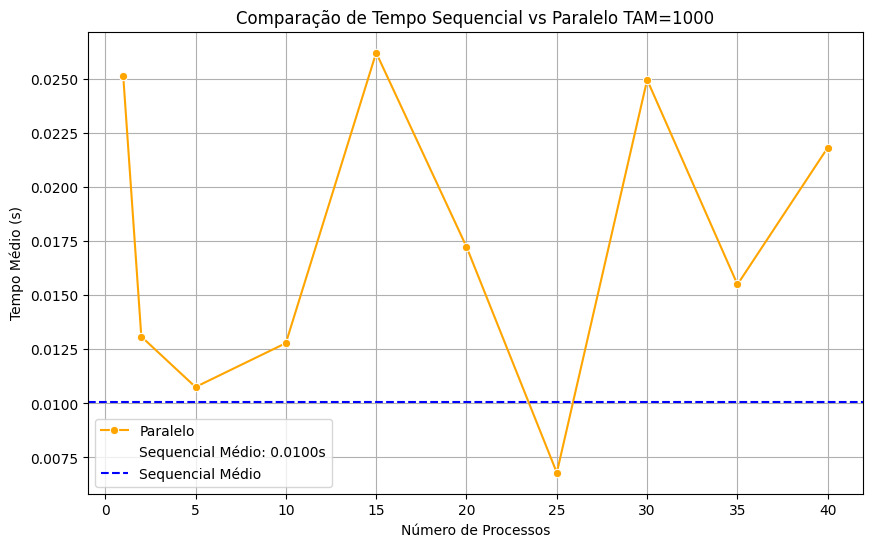 Comparação de Tempo Sequencial vs Paralelo TAM=1000
Tempo Médio (s)
0.0250
0.0225
0.0200
0.0175
0.0150
0.0125
0.0100
0.0075
Paralelo
Sequencial Médio: 0.0100s
Sequencial Médio
0 5 10 15 20 25 30 35 40
Número de Processos